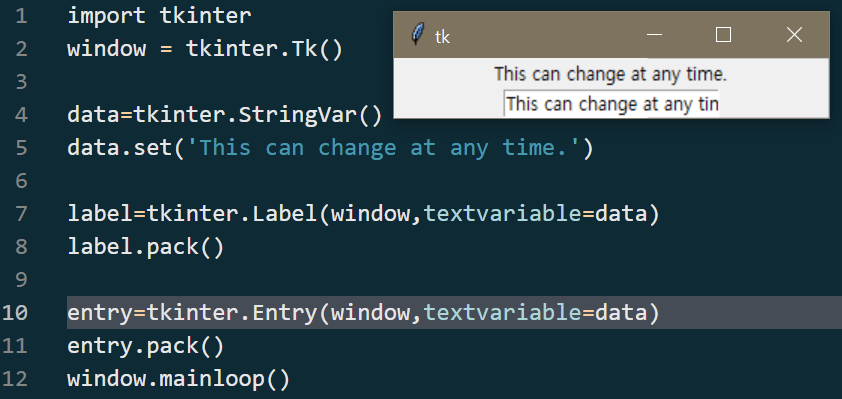 1 import tkinter
2 window = tkinter.Tk()
3
4 data=tkinter.StringVar()
5 data.set('This can change at any time.')
6
7 label=tkinter.Label(window,textvariable=data)
8 label.pack()
9
10 entry=tkinter.Entry(window,textvariable=data)
11 entry.pack()
12 window.mainloop()
tk
This can change at any time.
This can change at any tin